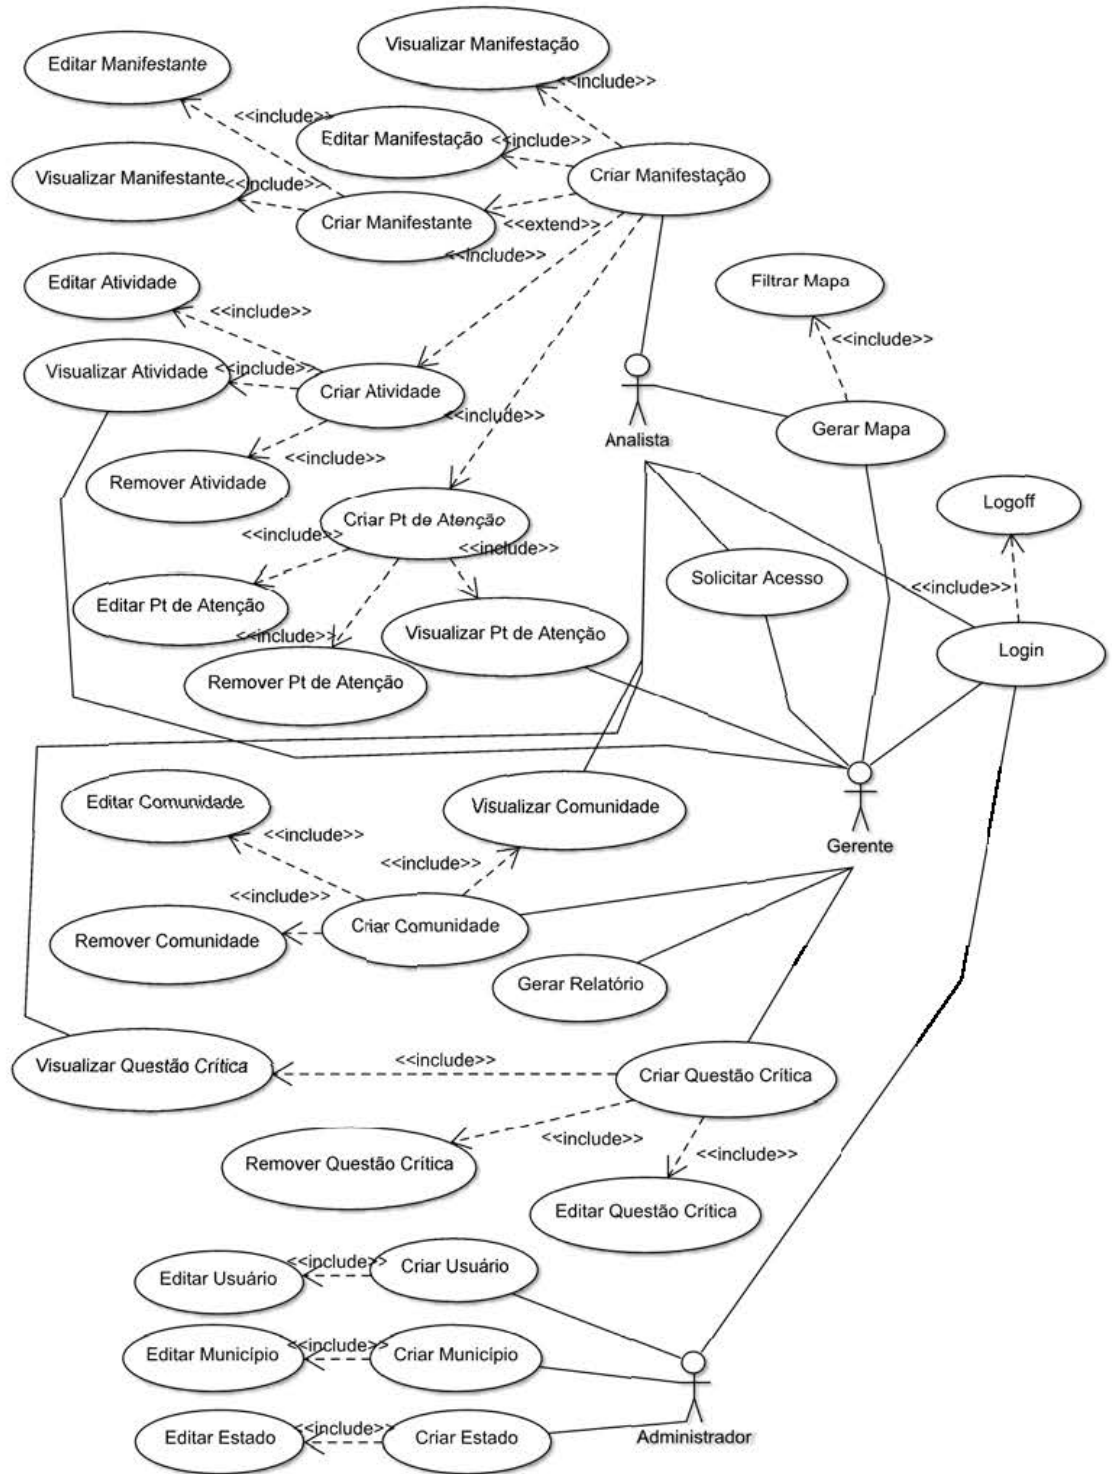 Visualizar Manifestação
Editar Manifestante
<<include>>
<<include>>
Editar Manifestação
<<include>>
Visualizar Manifestante
<<include>>
Criar Manifestação
Criar Manifestante
<<extend>>
<<include>>
Editar Atividade
<<include>>
Filtrar Mapa
<<include>>
Visualizar Atividade
<<include>>
Criar Atividade
<<include>>
Analista
Gerar Mapa
<<include>>
Remover Atividade
Logoff
Criar Pt de Atenção
<<include>>
<<include>>
Solicitar Acesso
<<include>>
Editar Pt de Atenção
<<include>>
Visualizar Pt de Atenção
Login
Remover Pt de Atenção
Editar Comunidade
Visualizar Comunidade
<<include>>
Gerente
<<include>>
<<include>>
Criar Comunidade
Remover Comunidade
Gerar Relatório
<<include>>
Visualizar Questão Crítica
Criar Questão Crítica
<<include>>
<<include>>
Remover Questão Crítica
Editar Questão Crítica
<<include>>
Criar Usuário
Editar Usuário
<<include>>
Editar Município
Criar Município
<<include>>
Editar Estado
Criar Estado
Administrador